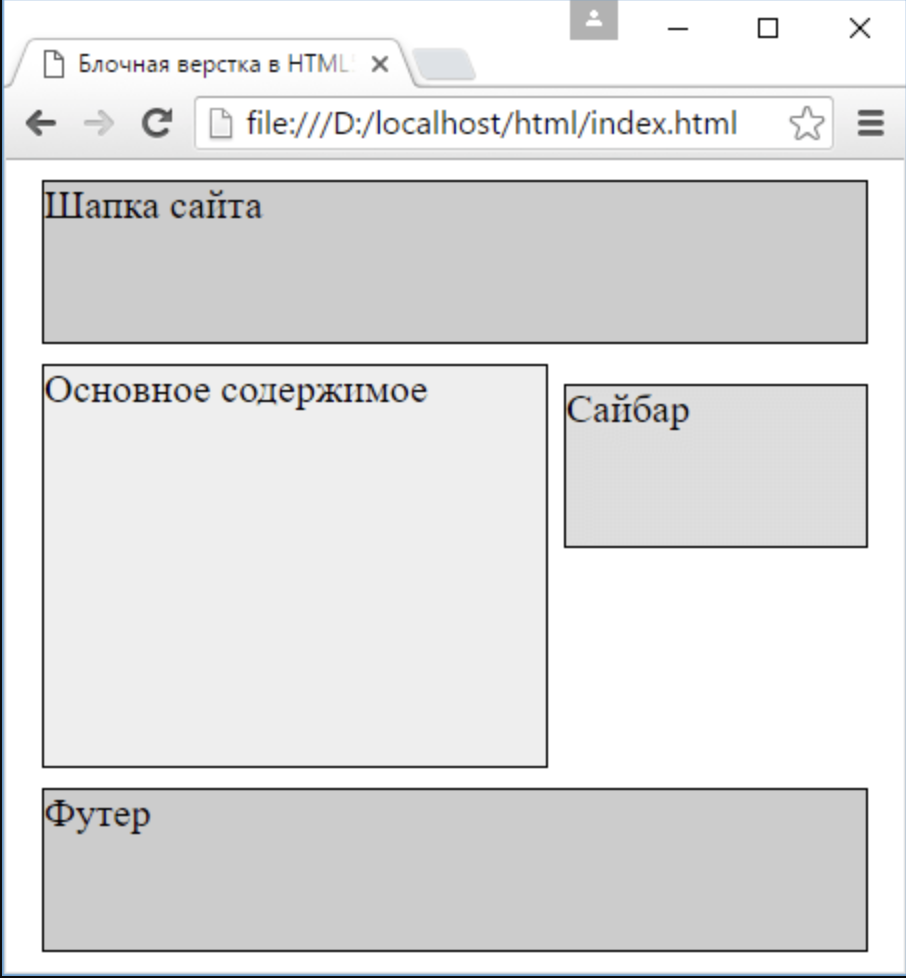 Блочная верстка в HTML
file:///D:/localhost/html/index.html
Шапка сайта
Основное содержимое
Сайбар
Футер